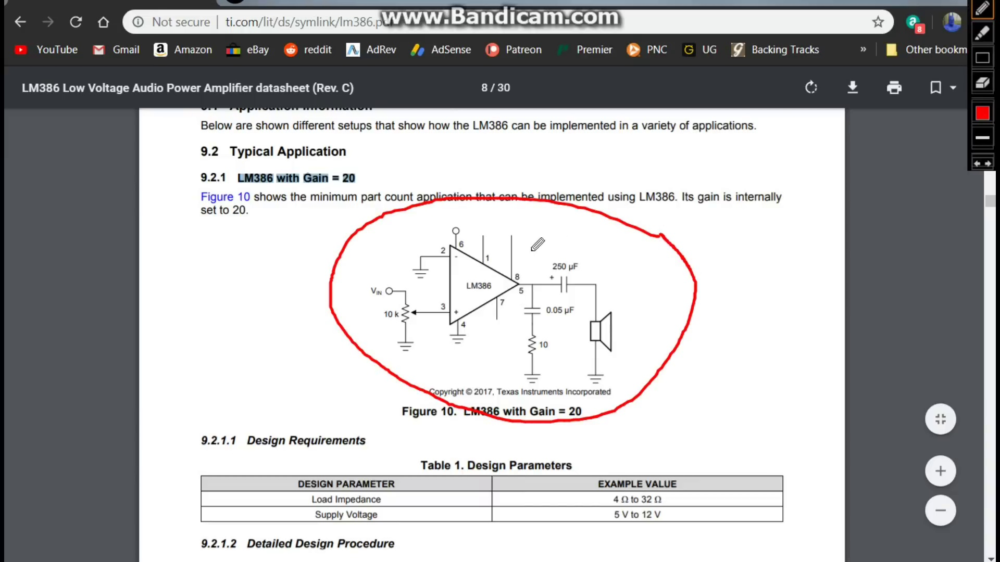 www.Bandicam.com
Not secure
ti.com/lit/ds/symlink/lm386.p
8
YouTube
Gmail
Amazon
eBay
reddit
AdRev
AdSense
Patreon
Premier
PNC
UG
Backing Tracks
»
Other bookm
LM386 Low Voltage Audio Power Amplifier datasheet (Rev. C)
8 / 30
9.1 Application Information
Below are shown different setups that show how the LM386 can be implemented in a variety of applications.
9.2 Typical Application
9.2.1 LM386 with Gain = 20
Figure 10 shows the minimum part count application that can be implemented using LM386. Its gain is internally
set to 20.
6
2
-
1
250 µF
+
8
LM386
5
VIN
7
3
0.05 µF
10 k
+
4
10
Copyright © 2017, Texas Instruments Incorporated
Figure 10. LM386 with Gain = 20
9.2.1.1 Design Requirements
Table 1. Design Parameters
DESIGN PARAMETER EXAMPLE VALUE
Load Impedance 4 Ω to 32 Ω
Supply Voltage 5 V to 12 V
9.2.1.2 Detailed Design Procedure